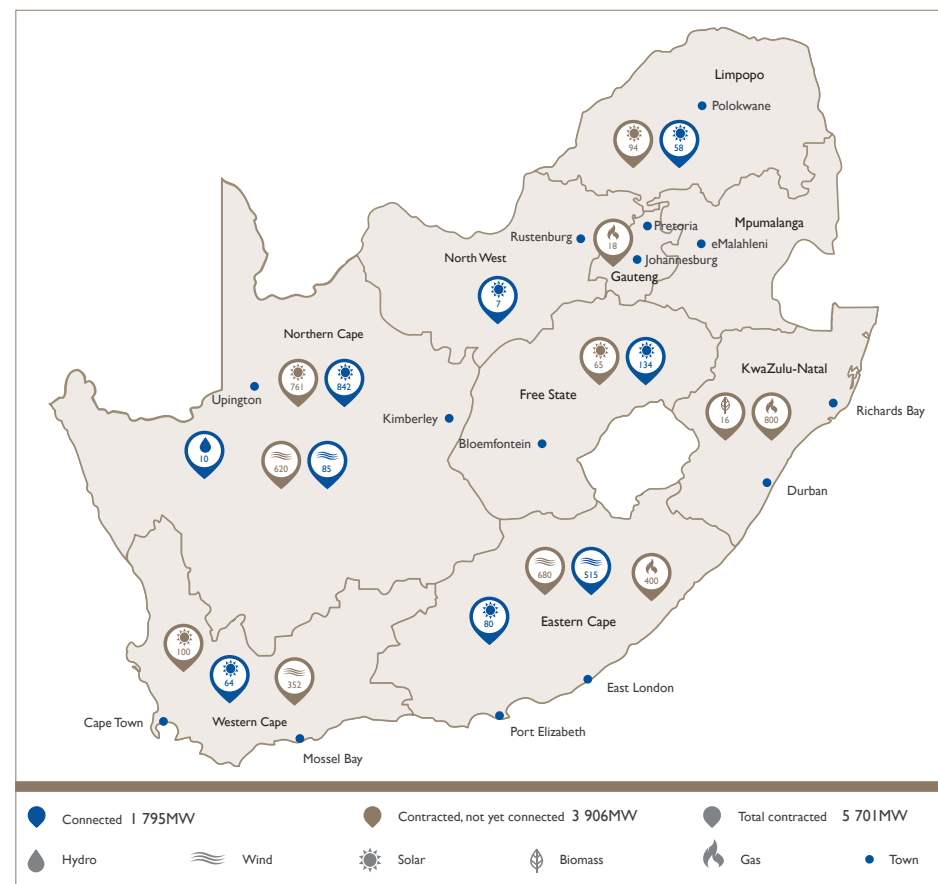 Limpopo
Polokwane
94
58
Mpumalanga
Pretoria
Rustenburg
eMalahleni
18
North West
Johannesburg
Gauteng
7
Northern Cape
65
134
KwaZulu-Natal
761
842
Free State
Upington
Richards Bay
Kimberley
16
800
Bloemfontein
10
620
85
Durban
680
515
400
Eastern Cape
80
100
64
352
East London
Cape Town
Western Cape
Port Elizabeth
Mossel Bay
Connected 1 795MW
Contracted, not yet connected 3 906MW
Total contracted 5 701MW
Hydro
Wind
Solar
Biomass
Gas
Town